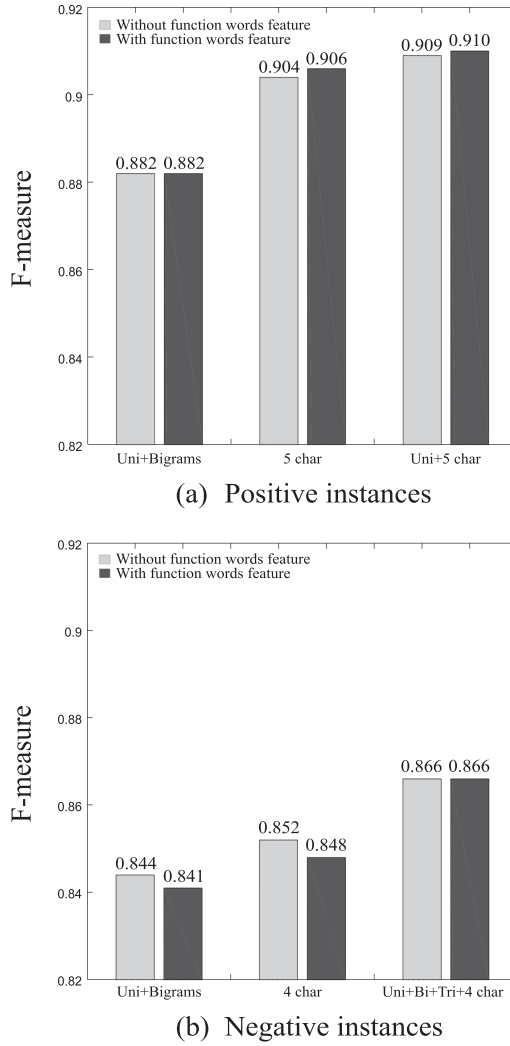 0.92
Without function words feature
With function words feature
0.904 0.906
0.909 0.910
0.9
0.882 0.882
0.88
F-measure
0.86
0.84
0.82
Uni+Bigrams 5 char Uni+5 char
(a) Positive instances
0.92
Without function words feature
With function words feature
0.9
0.88
F-measure
0.866 0.866
0.86
0.852 0.848
0.844 0.841
0.84
0.82
Uni+Bigrams 4 char Uni+Bi+Tri+4 char
(b) Negative instances